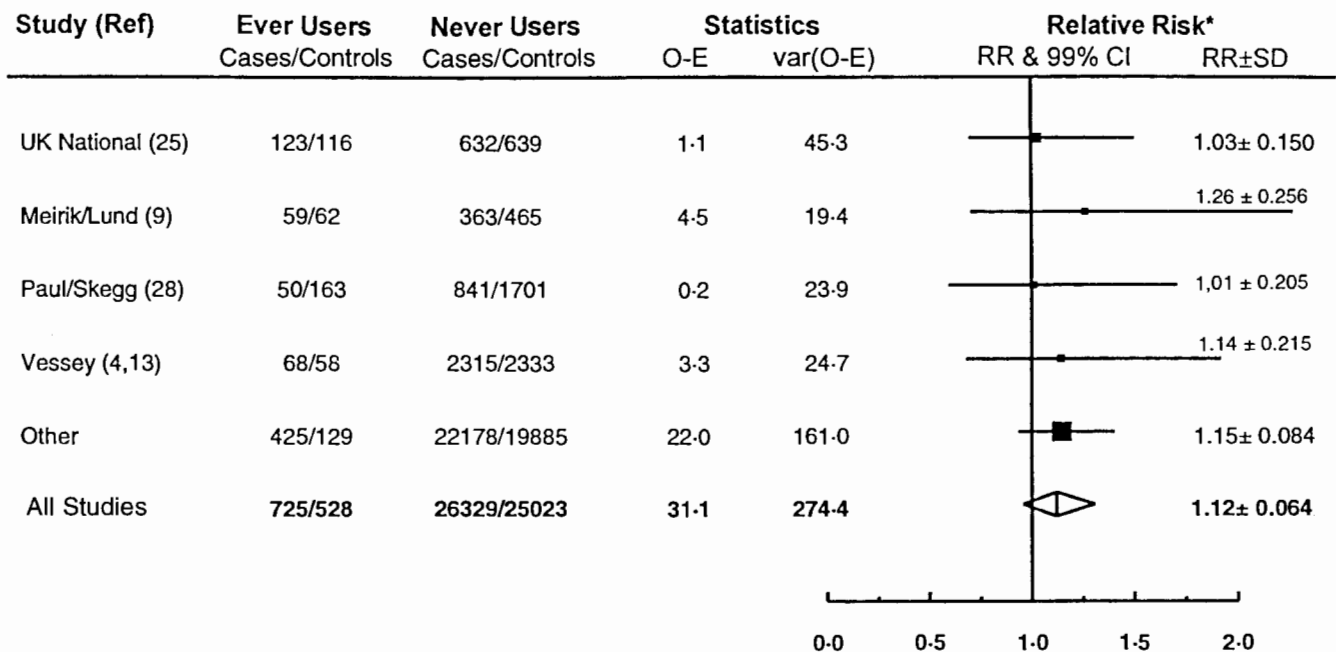 Study (Ref) Ever Users Never Users Statistics Relative Risk*
Cases/Controls Cases/Controls O-E var(O-E) RR & 99% CI RR±SD
UK National (25) 123/116 632/639 1·1 45·3 1.03± 0.150
Meirik/Lund (9) 59/62 363/465 4·5 19·4 1.26 ± 0.256
Paul/Skegg (28) 50/163 841/1701 0·2 23·9 1,01 ± 0.205
Vessey (4,13) 68/58 2315/2333 3·3 24·7 1.14 ± 0.215
Other 425/129 22178/19885 22·0 161·0 1.15± 0.084
All Studies 725/528 26329/25023 31·1 274·4 1.12± 0.064
0·0 0·5 1·0 1·5 2·0